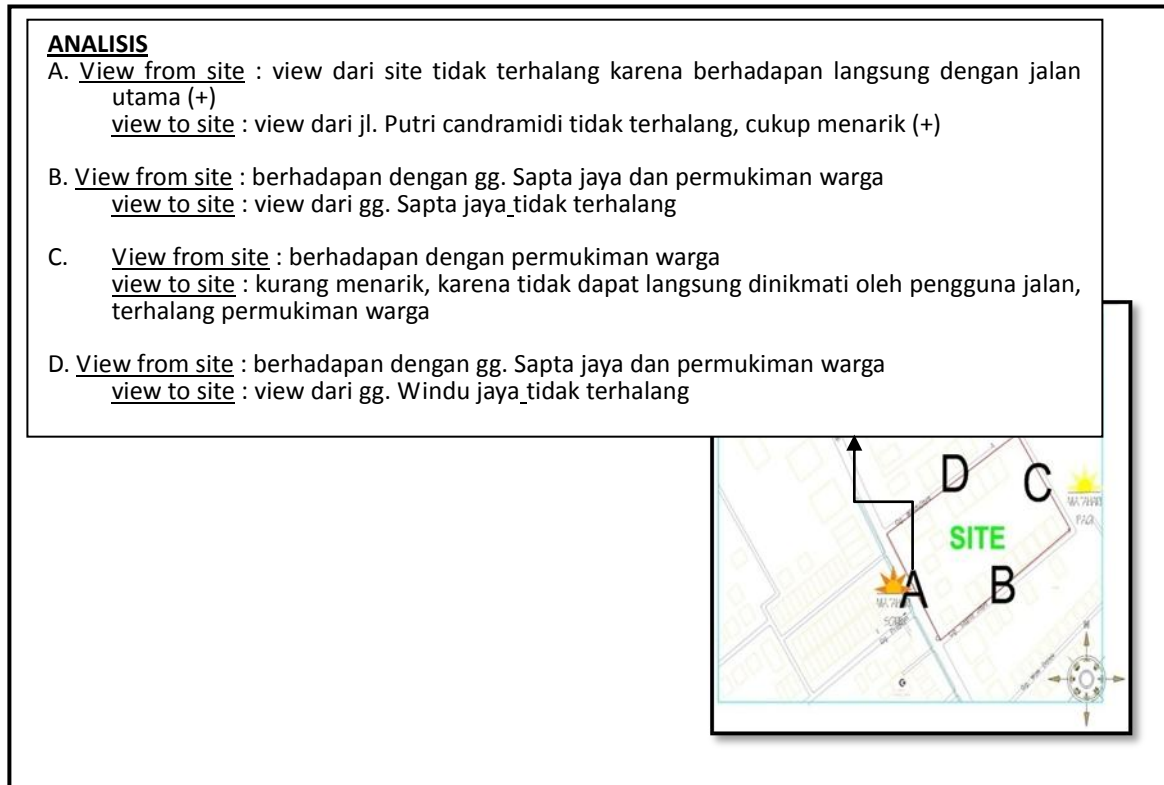 ANALISIS
A. View from site : view dari site tidak terhalang karena berhadapan langsung dengan jalan
utama (+)
view to site : view dari jl. Putri candramidi tidak terhalang, cukup menarik (+)
B. View from site : berhadapan dengan gg. Sapta jaya dan permukiman warga
view to site : view dari gg. Sapta jaya tidak terhalang
C. View from site : berhadapan dengan permukiman warga
view to site : kurang menarik, karena tidak dapat langsung dinikmati oleh pengguna jalan,
terhalang permukiman warga
D. View from site : berhadapan dengan gg. Sapta jaya dan permukiman warga
view to site : view dari gg. Windu jaya tidak terhalang
D
C
SITE
A
B